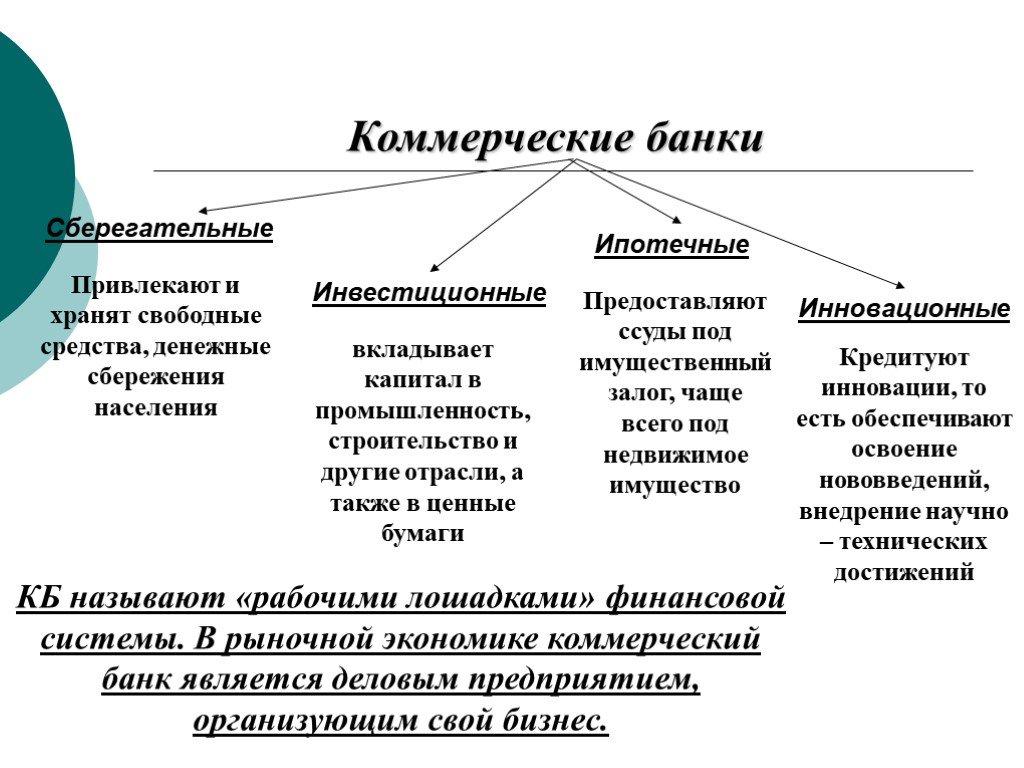 Коммерческие банки
Сберегательные
Привлекают и
хранят свободные
средства, денежные
сбережения
населения
Инвестиционные
вкладывает
капитал в
промышленность,
строительство и
другие отрасли, а
также в ценные
бумаги
Ипотечные
Предоставляют
ссуды под
имущественный
залог, чаще
всего под
недвижимое
имущество
Инновационные
Кредитуют
инновации, то
есть обеспечивают
освоение
нововведений,
внедрение научно
– технических
достижений
КБ называют «рабочими лошадками» финансовой
системы. В рыночной экономике коммерческий
банк является деловым предприятием,
организующим свой бизнес.